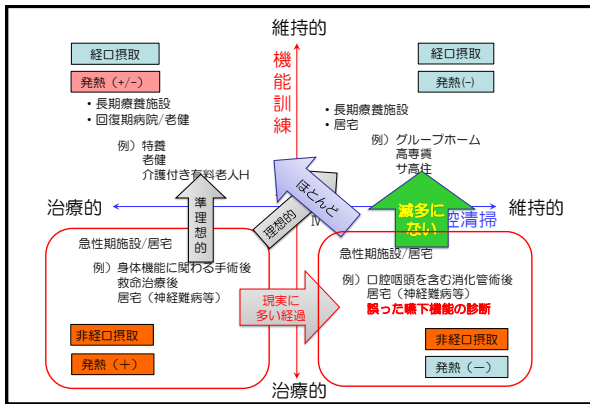 維持的
経口摂取
発熱（+/−）
・長期療養施設
・回復期病院/老健
例）特養
老健
介護付き有料老人H
機能訓練
経口摂取
発熱(-)
・長期療養施設
・居宅
例）グループホーム
高専賃
サ高住
治療的
準理想的
理想的
Ⅳ
ほとんど
滅多に
ない
腔清掃
維持的
急性期施設/居宅
例）身体機能に関わる手術後
救命治療後
居宅（神経難病等）
非経口摂取
発熱（＋）
現実に
多い経過
急性期施設/居宅
例）口腔咽頭を含む消化管術後
居宅（神経難病等）
誤った嚥下機能の診断
非経口摂取
発熱（－）
治療的